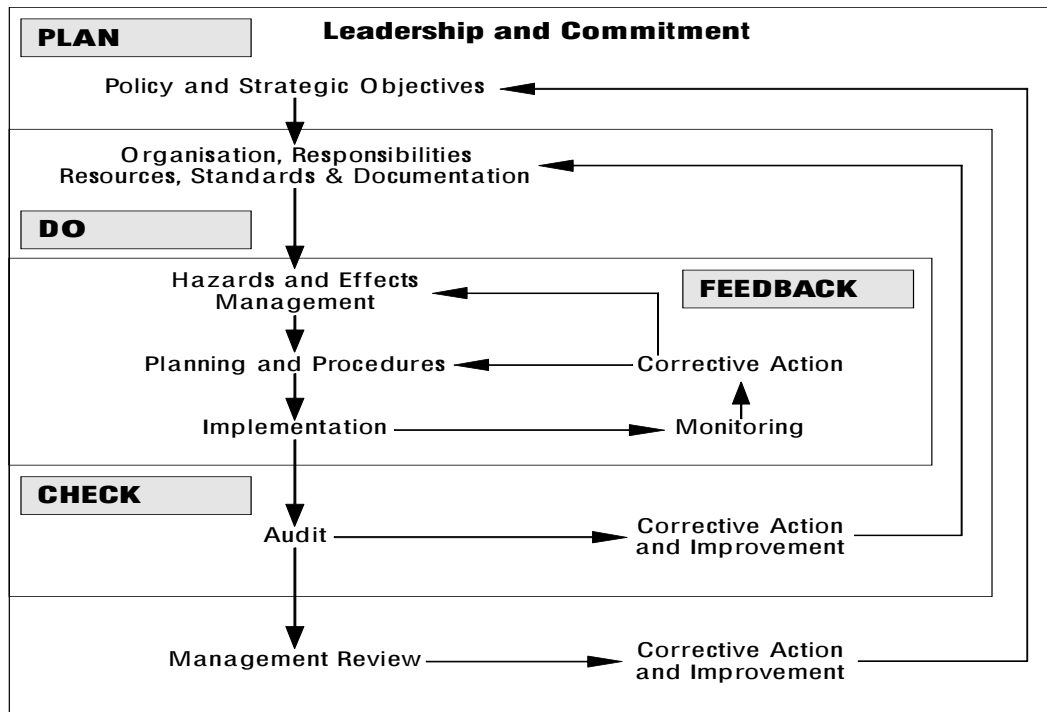 PLAN
Leadership and Commitment
Policy and Strategic Objectives
Organisation, Responsibilities
Resources, Standards & Documentation
DO
Hazards and Effects
Management
FEEDBACK
Planning and Procedures
Corrective Action
Implementation
Monitoring
CHECK
Audit
Corrective Action
and Improvement
Management Review
Corrective Action
and Improvement